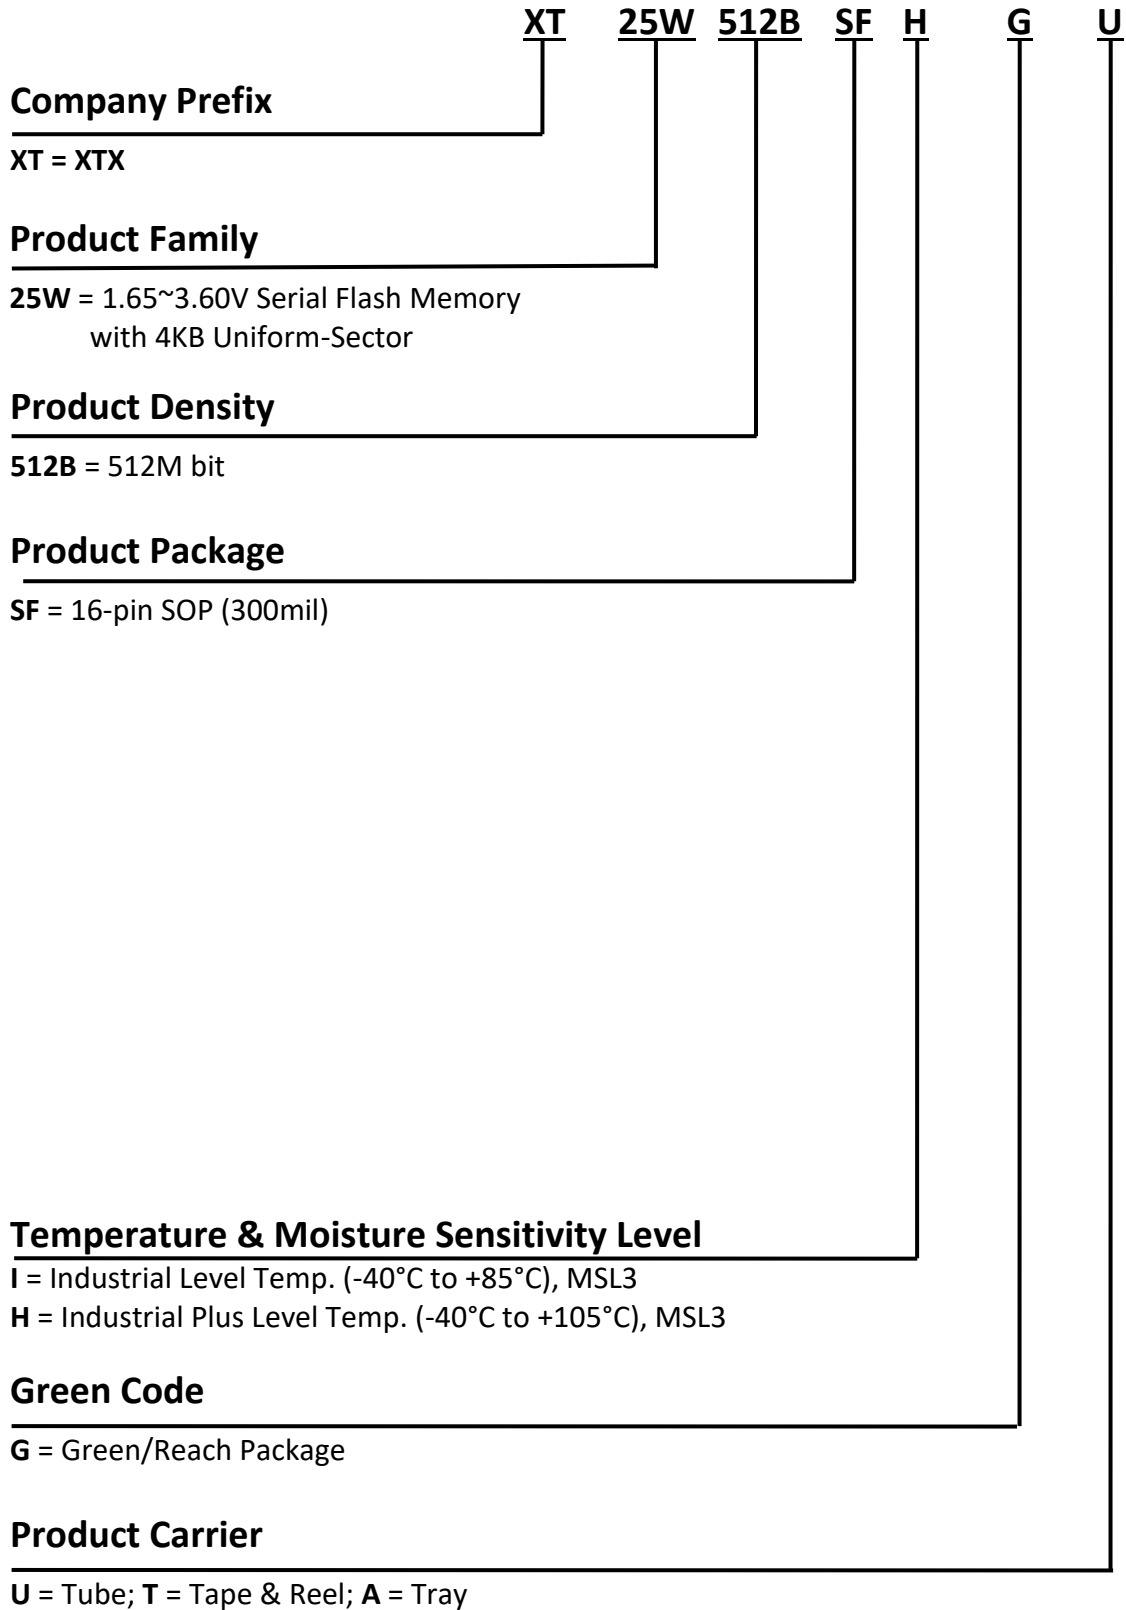 XT 25W 512B SF H G U
Company Prefix
XT = XTX
Product Family
25W = 1.65~3.60V Serial Flash Memory
with 4KB Uniform-Sector
Product Density
512B = 512M bit
Product Package
SF = 16-pin SOP (300mil)
Temperature & Moisture Sensitivity Level
I = Industrial Level Temp. (-40°C to +85°C), MSL3
H = Industrial Plus Level Temp. (-40°C to +105°C), MSL3
Green Code
G = Green/Reach Package
Product Carrier
U = Tube; T = Tape & Reel; A = Tray